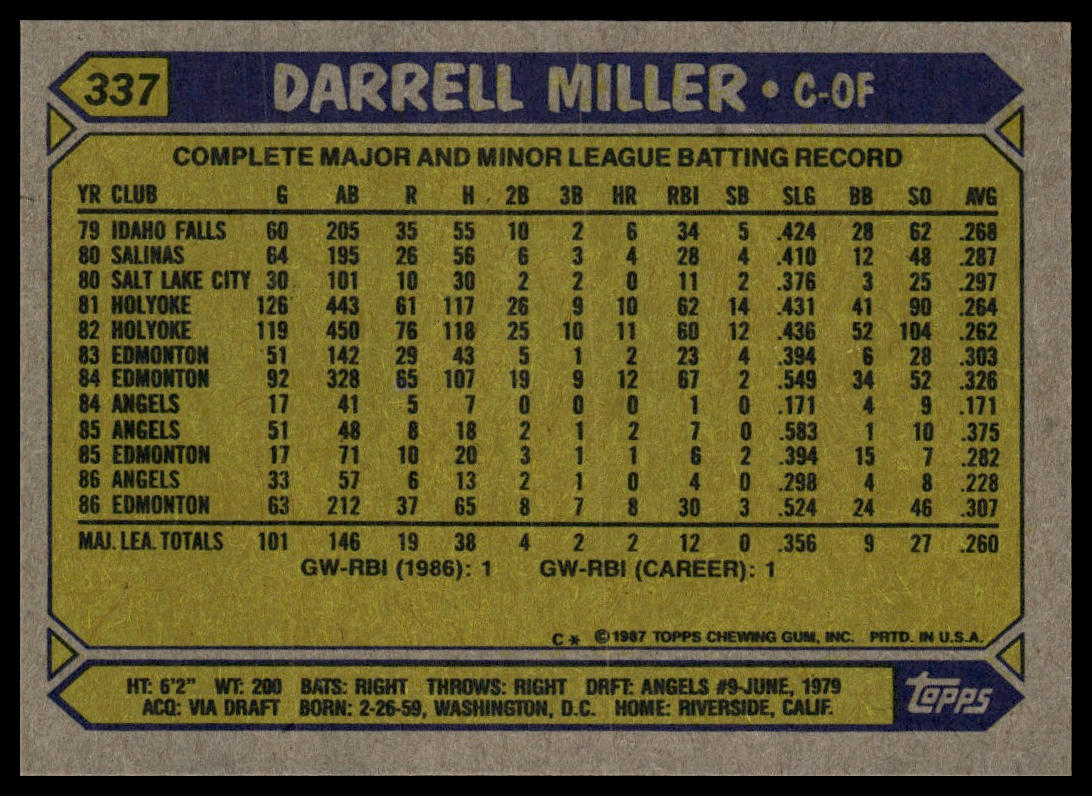 337 DARRELL MILLER • C-OF
COMPLETE MAJOR AND MINOR LEAGUE BATTING RECORD
YR CLUB G AB R H 2B 3B HR RBI SB SLG BB SO AVG
79 IDAHO FALLS 60 205 35 55 10 2 6 34 5 .424 28 62 .268
80 SALINAS 64 195 26 56 6 3 4 28 4 .410 12 48 .287
80 SALT LAKE CITY 30 101 10 30 2 2 0 11 2 .376 3 25 .297
81 HOLYOKE 126 443 61 117 26 9 10 62 14 .431 41 90 .264
82 HOLYOKE 119 450 76 118 25 10 11 60 12 .436 52 104 .262
83 EDMONTON 51 142 29 43 5 1 2 23 4 .394 6 28 .303
84 EDMONTON 92 328 65 107 19 9 12 67 2 .549 34 52 .326
84 ANGELS 17 41 5 7 0 0 0 1 0 .171 4 9 .171
85 ANGELS 51 48 8 18 2 1 2 7 0 .583 1 10 .375
85 EDMONTON 17 71 10 20 3 1 1 6 2 .394 15 7 .282
86 ANGELS 33 57 6 13 2 1 0 4 0 .298 4 8 .228
86 EDMONTON 63 212 37 65 8 7 8 30 3 .524 24 46 .307
MAJ. LEA. TOTALS 101 146 19 38 4 2 2 12 0 .356 9 27 .260
GW-RBI (1986): 1 GW-RBI (CAREER): 1
C* ©1987 TOPPS CHEWING GUM, INC. PRTD. IN U.S.A.
HT: 6'2" WT: 200 BATS: RIGHT THROWS: RIGHT DRFT: ANGELS #9-JUNE, 1979
ACQ: VIA DRAFT BORN: 2-26-59, WASHINGTON, D.C. HOME: RIVERSIDE, CALIF.
topps